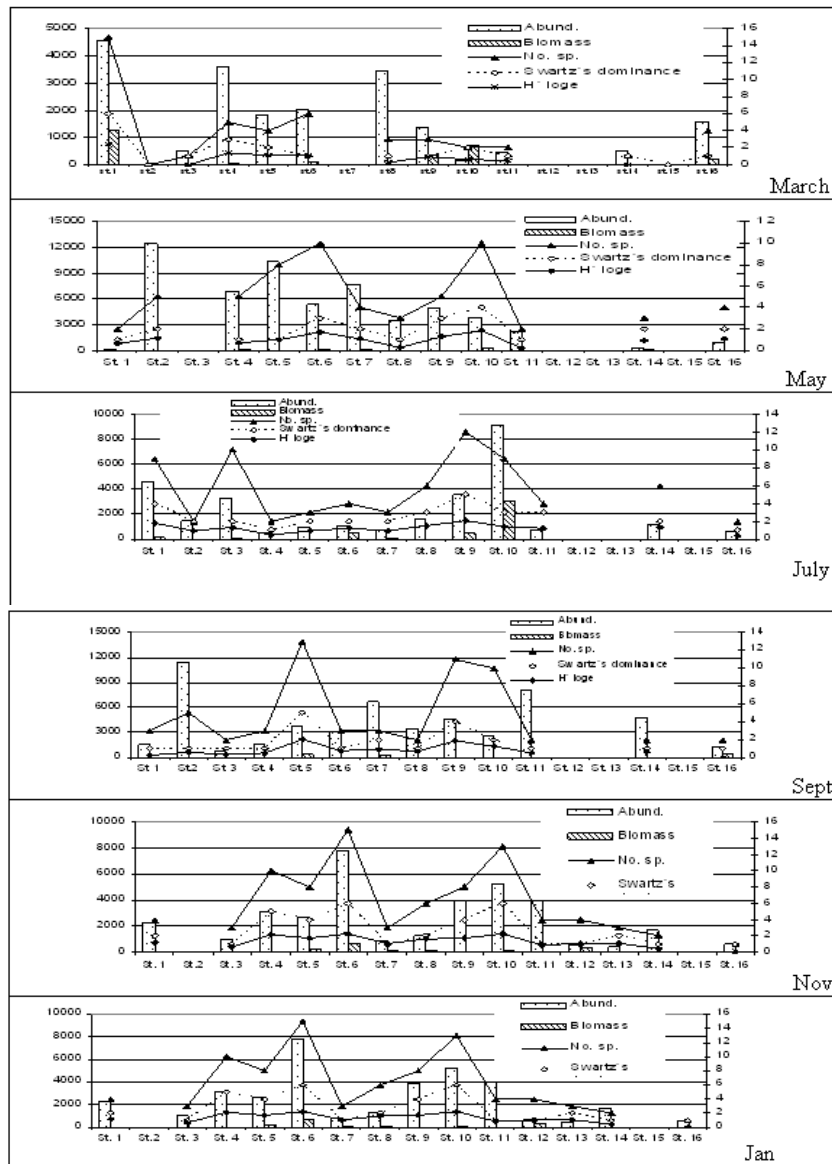 5000
4000
3000
2000
1000
0
16
14
12
10
8
6
4
2
0
Abund.
Biomass
No. sp.
Swartz's dominance
H' loge
st.1 st.2 st.3 st.4 st.5 st.6 st.7 st.8 st.9 st.10 st.11 st.12 st.13 st.14 st.15 st.16
March
15000
12000
9000
6000
3000
0
12
10
8
6
4
2
0
Abund.
Biomass
No. sp.
Swartz's dominance
H' loge
St. 1 St. 2 St. 3 St. 4 St. 5 St. 6 St. 7 St. 8 St. 9 St. 10 St. 11 St. 12 St. 13 St. 14 St. 15 St. 16
May
10000
8000
6000
4000
2000
0
14
12
10
8
6
4
2
0
Abund.
Biomass
No. sp.
Swartz's dominance
H' loge
St. 1 St. 2 St. 3 St. 4 St. 5 St. 6 St. 7 St. 8 St. 9 St. 10 St. 11 St. 12 St. 13 St. 14 St. 15 St. 16
July
15000
12000
9000
6000
3000
0
14
12
10
8
6
4
2
0
Abund.
Biomass
No. sp.
Swartz's dominance
H' loge
St. 1 St.2 St. 3 St. 4 St. 5 St. 6 St. 7 St. 8 St. 9 St. 10 St. 11 St. 12 St. 13 St. 14 St. 15 St. 16
Sept
10000
8000
6000
4000
2000
0
16
14
12
10
8
6
4
2
0
Abund.
Biomass
No. sp.
Swartz's
St. 1 St. 2 St. 3 St. 4 St. 5 St. 6 St. 7 St. 8 St. 9 St. 10 St. 11 St. 12 St. 13 St. 14 St. 15 St. 16
Nov
10000
8000
6000
4000
2000
0
16
14
12
10
8
6
4
2
0
Abund.
Biomass
No. sp.
Swartz's
St. 1 St. 2 St. 3 St. 4 St. 5 St. 6 St. 7 St. 8 St. 9 St. 10 St. 11 St. 12 St. 13 St. 14 St. 15 St. 16
Jan